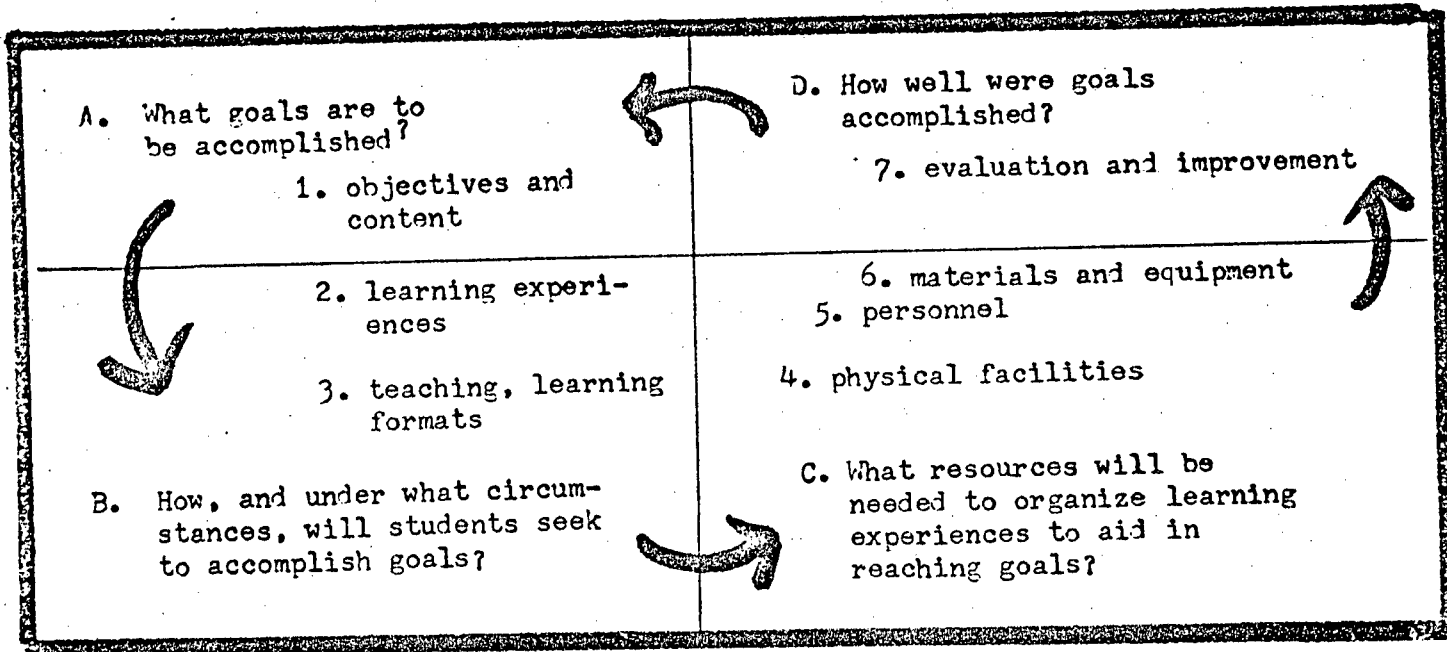 A. What goals are to
be accomplished?
1. objectives and
content
2. learning experi-
ences
3. teaching, learning
formats
B. How, and under what circum-
stances, will students seek
to accomplish goals?
C. What resources will be
needed to organize learning
experiences to aid in
reaching goals?
4. physical facilities
5. personnel
6. materials and equipment
D. How well were goals
accomplished?
7. evaluation and improvement